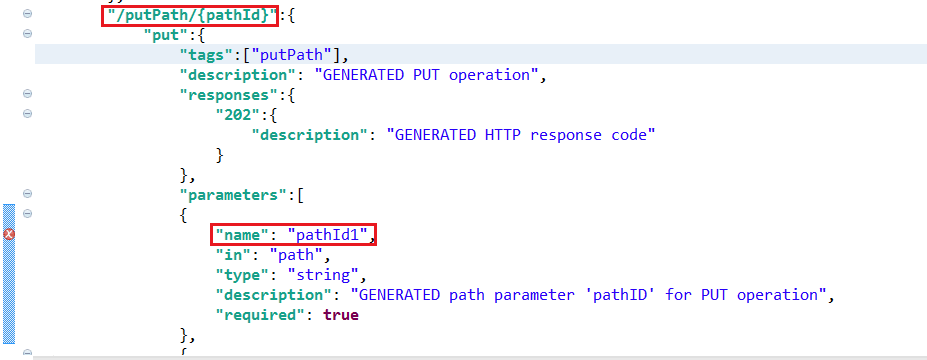 "/putPath/{pathId}":{
"put":{
"tags":["putPath"],
"description": "GENERATED PUT operation",
"responses":{
"202":{
"description": "GENERATED HTTP response code"
}
},
"parameters":[
{
"name": "pathId1",
"in": "path",
"type": "string",
"description": "GENERATED path parameter 'pathID' for PUT operation",
"required": true
},